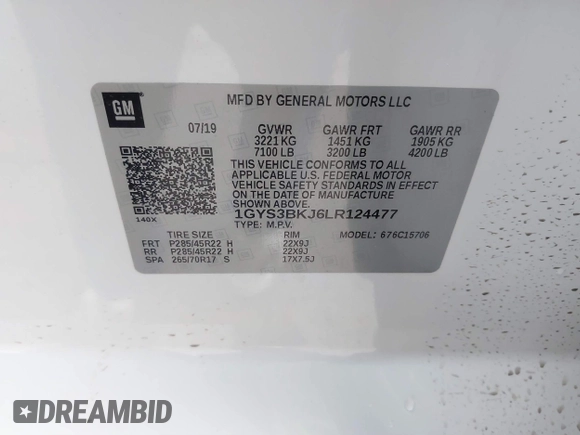 GM
MFD BY GENERAL MOTORS LLC
07/19 GVWR GAWR FRT GAWR RR
3221 KG 1451 KG 1905 KG
7100 LB 3200 LB 4200 LB
THIS VEHICLE CONFORMS TO ALL
APPLICABLE U.S. FEDERAL MOTOR
VEHICLE SAFETY STANDARDS IN EFFECT
ON THE DATE OF MANUFACTURE
SHOWN ABOVE.
1GYS3BKJ6LR124477
140X TYPE: M.P.V.
TIRE SIZE RIM MODEL: 676C15706
FRT P285/45R22 H 22X9J
RR P285/45R22 H 22X9J
SPA 265/70R17 S 17X7.5J
DREAMBID